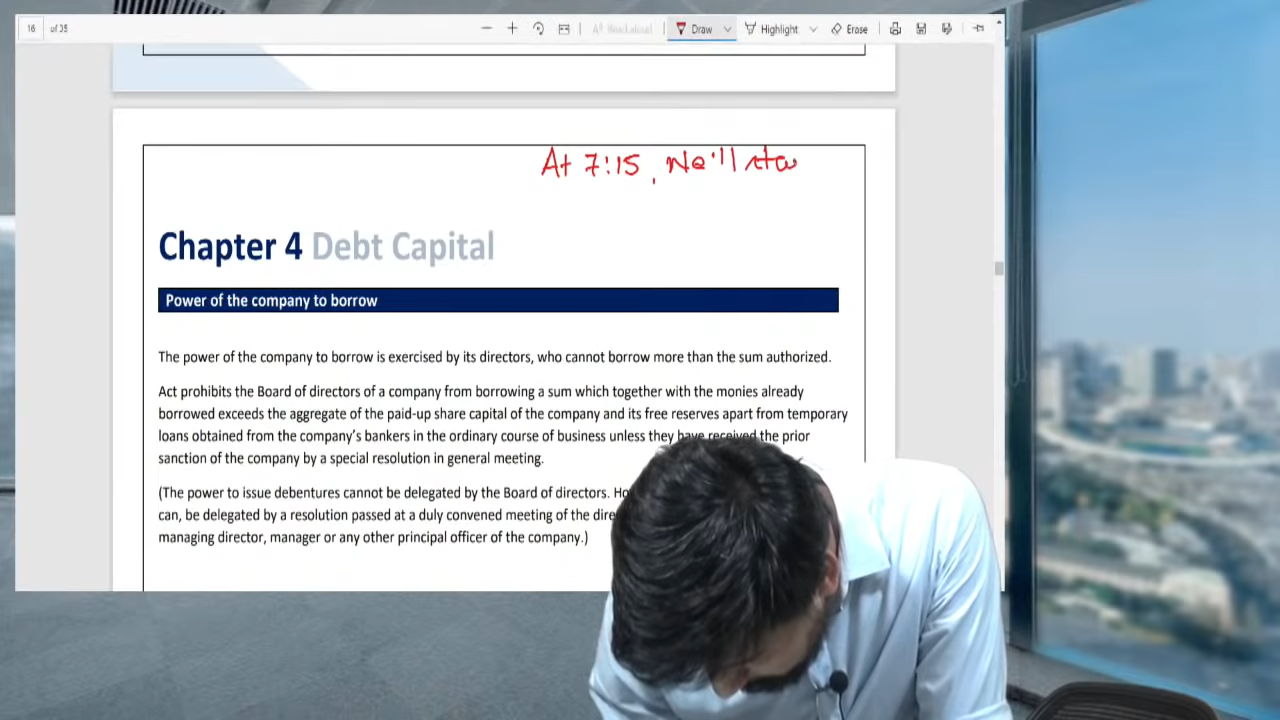 16 of 35
Draw
Highlight
Erase
At 7:15, We'll sta
Chapter 4 Debt Capital
Power of the company to borrow
The power of the company to borrow is exercised by its directors, who cannot borrow more than the sum authorized.
Act prohibits the Board of directors of a company from borrowing a sum which together with the monies already
borrowed exceeds the aggregate of the paid-up share capital of the company and its free reserves apart from temporary
loans obtained from the company's bankers in the ordinary course of business unless they have received the prior
sanction of the company by a special resolution in general meeting.
(The power to issue debentures cannot be delegated by the Board of directors.
can, be delegated by a resolution passed at a duly convened meeting of the
managing director, manager or any other principal officer of the company.)